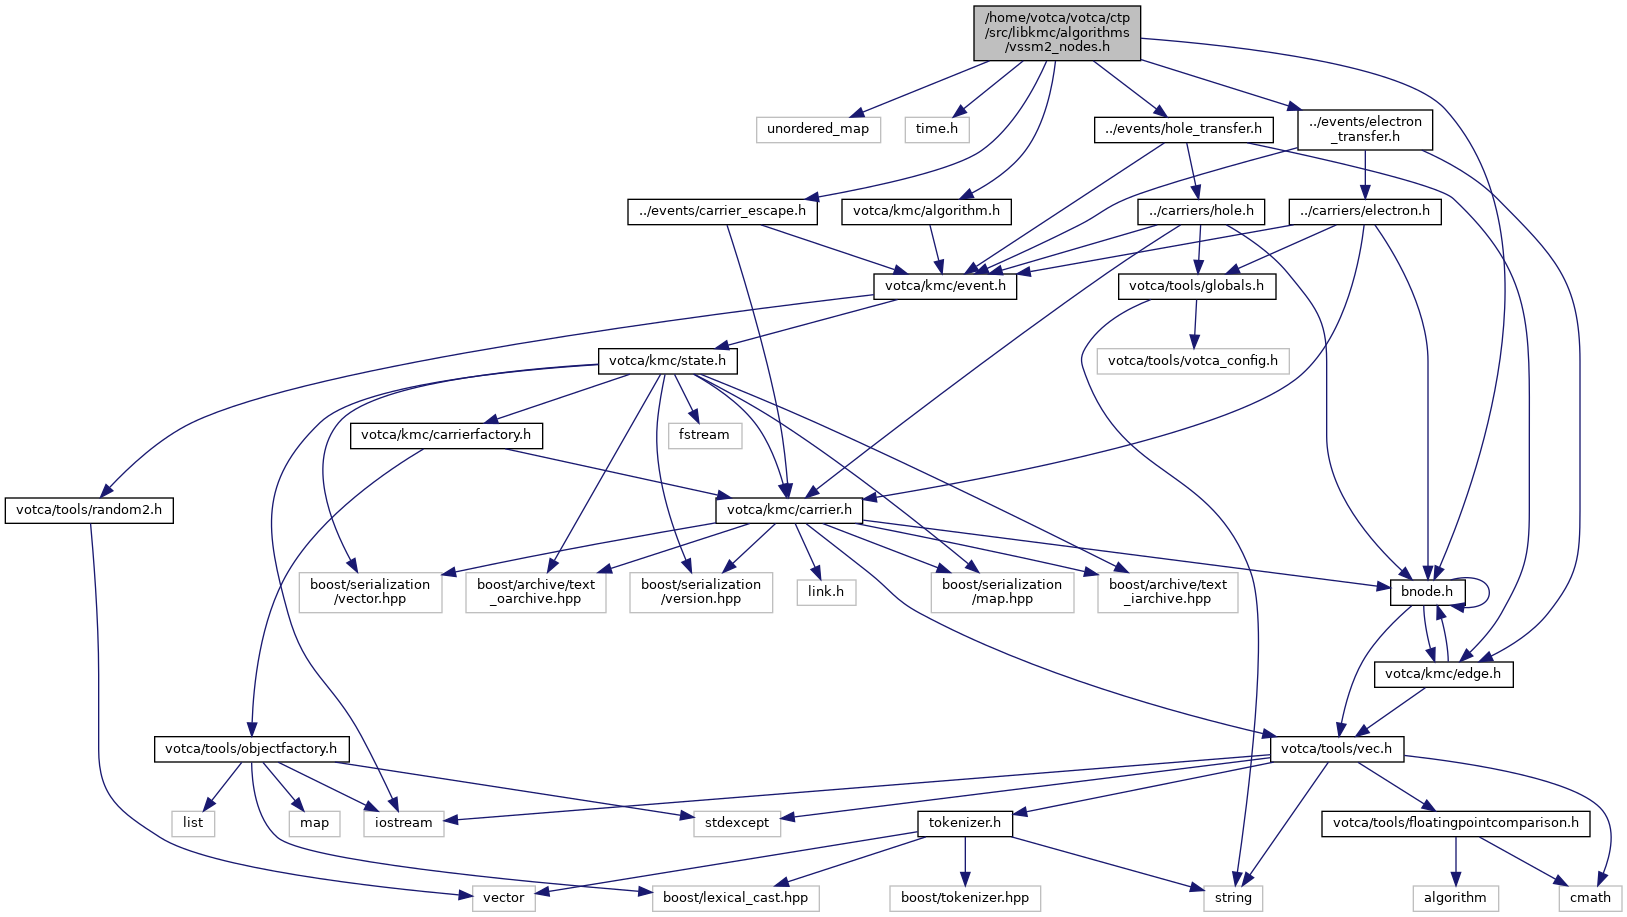 /home/votca/votca/ctp
/src/libkmc/algorithms
/vssm2_nodes.h
unordered_map
time.h
../events/hole_transfer.h
../events/electron
_transfer.h
../events/carrier_escape.h
votca/kmc/algorithm.h
../carriers/hole.h
../carriers/electron.h
votca/kmc/event.h
votca/tools/globals.h
votca/kmc/state.h
votca/tools/votca_config.h
votca/kmc/carrierfactory.h
fstream
votca/tools/random2.h
votca/kmc/carrier.h
boost/serialization
/vector.hpp
boost/archive/text
_oarchive.hpp
boost/serialization
/version.hpp
link.h
boost/serialization
/map.hpp
boost/archive/text
_iarchive.hpp
bnode.h
votca/kmc/edge.h
votca/tools/objectfactory.h
votca/tools/vec.h
list
map
iostream
stdexcept
tokenizer.h
votca/tools/floatingpointcomparison.h
vector
boost/lexical_cast.hpp
boost/tokenizer.hpp
string
algorithm
cmath